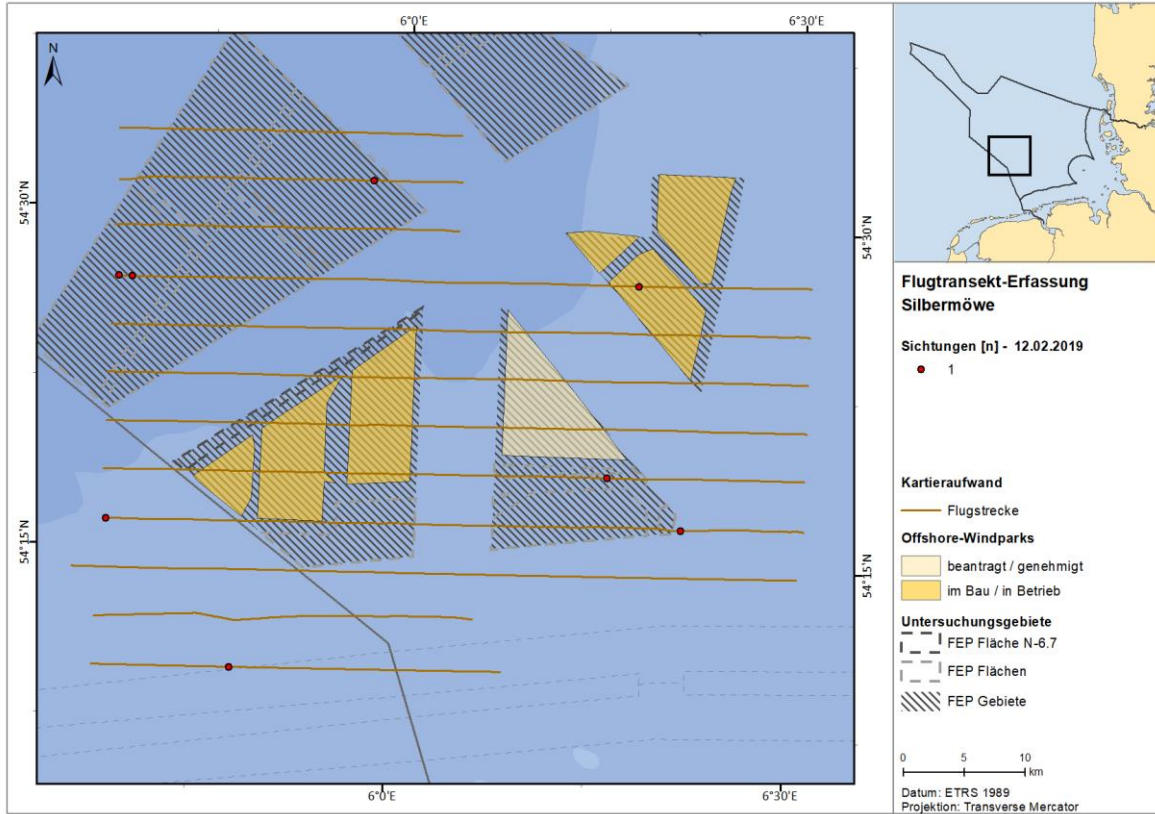 6°0'E
6°30'E
N
54°30'N
54°30'N
54°15'N
54°15'N
6°0'E
6°30'E
Flugtransekt-Erfassung
Silbermöwe
Sichtungen [n] - 12.02.2019
1
Kartieraufwand
Flugstrecke
Offshore-Windparks
beantragt / genehmigt
im Bau / in Betrieb
Untersuchungsgebiete
FEP Fläche N-6.7
FEP Flächen
FEP Gebiete
0 5 10
km
Datum: ETRS 1989
Projektion: Transverse Mercator